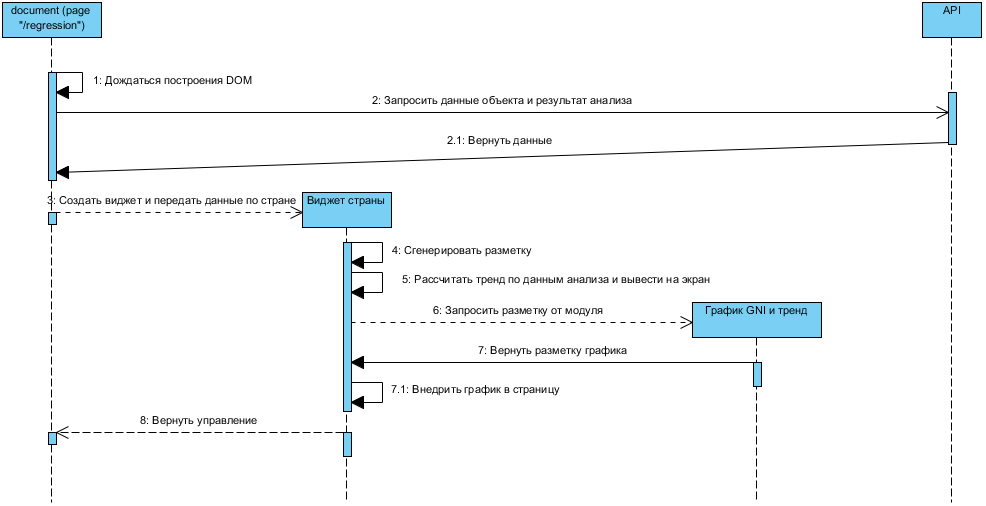 document (page
"/regression")
API
1: Дождаться построения DOM
2: Запросить данные объекта и результат анализа
2.1: Вернуть данные
3: Создать виджет и передать данные по стране
Виджет страны
4: Сгенерировать разметку
5: Рассчитать тренд по данным анализа и вывести на экран
6: Запросить разметку от модуля
График GNI и тренд
7: Вернуть разметку графика
7.1: Внедрить график в страницу
8: Вернуть управление